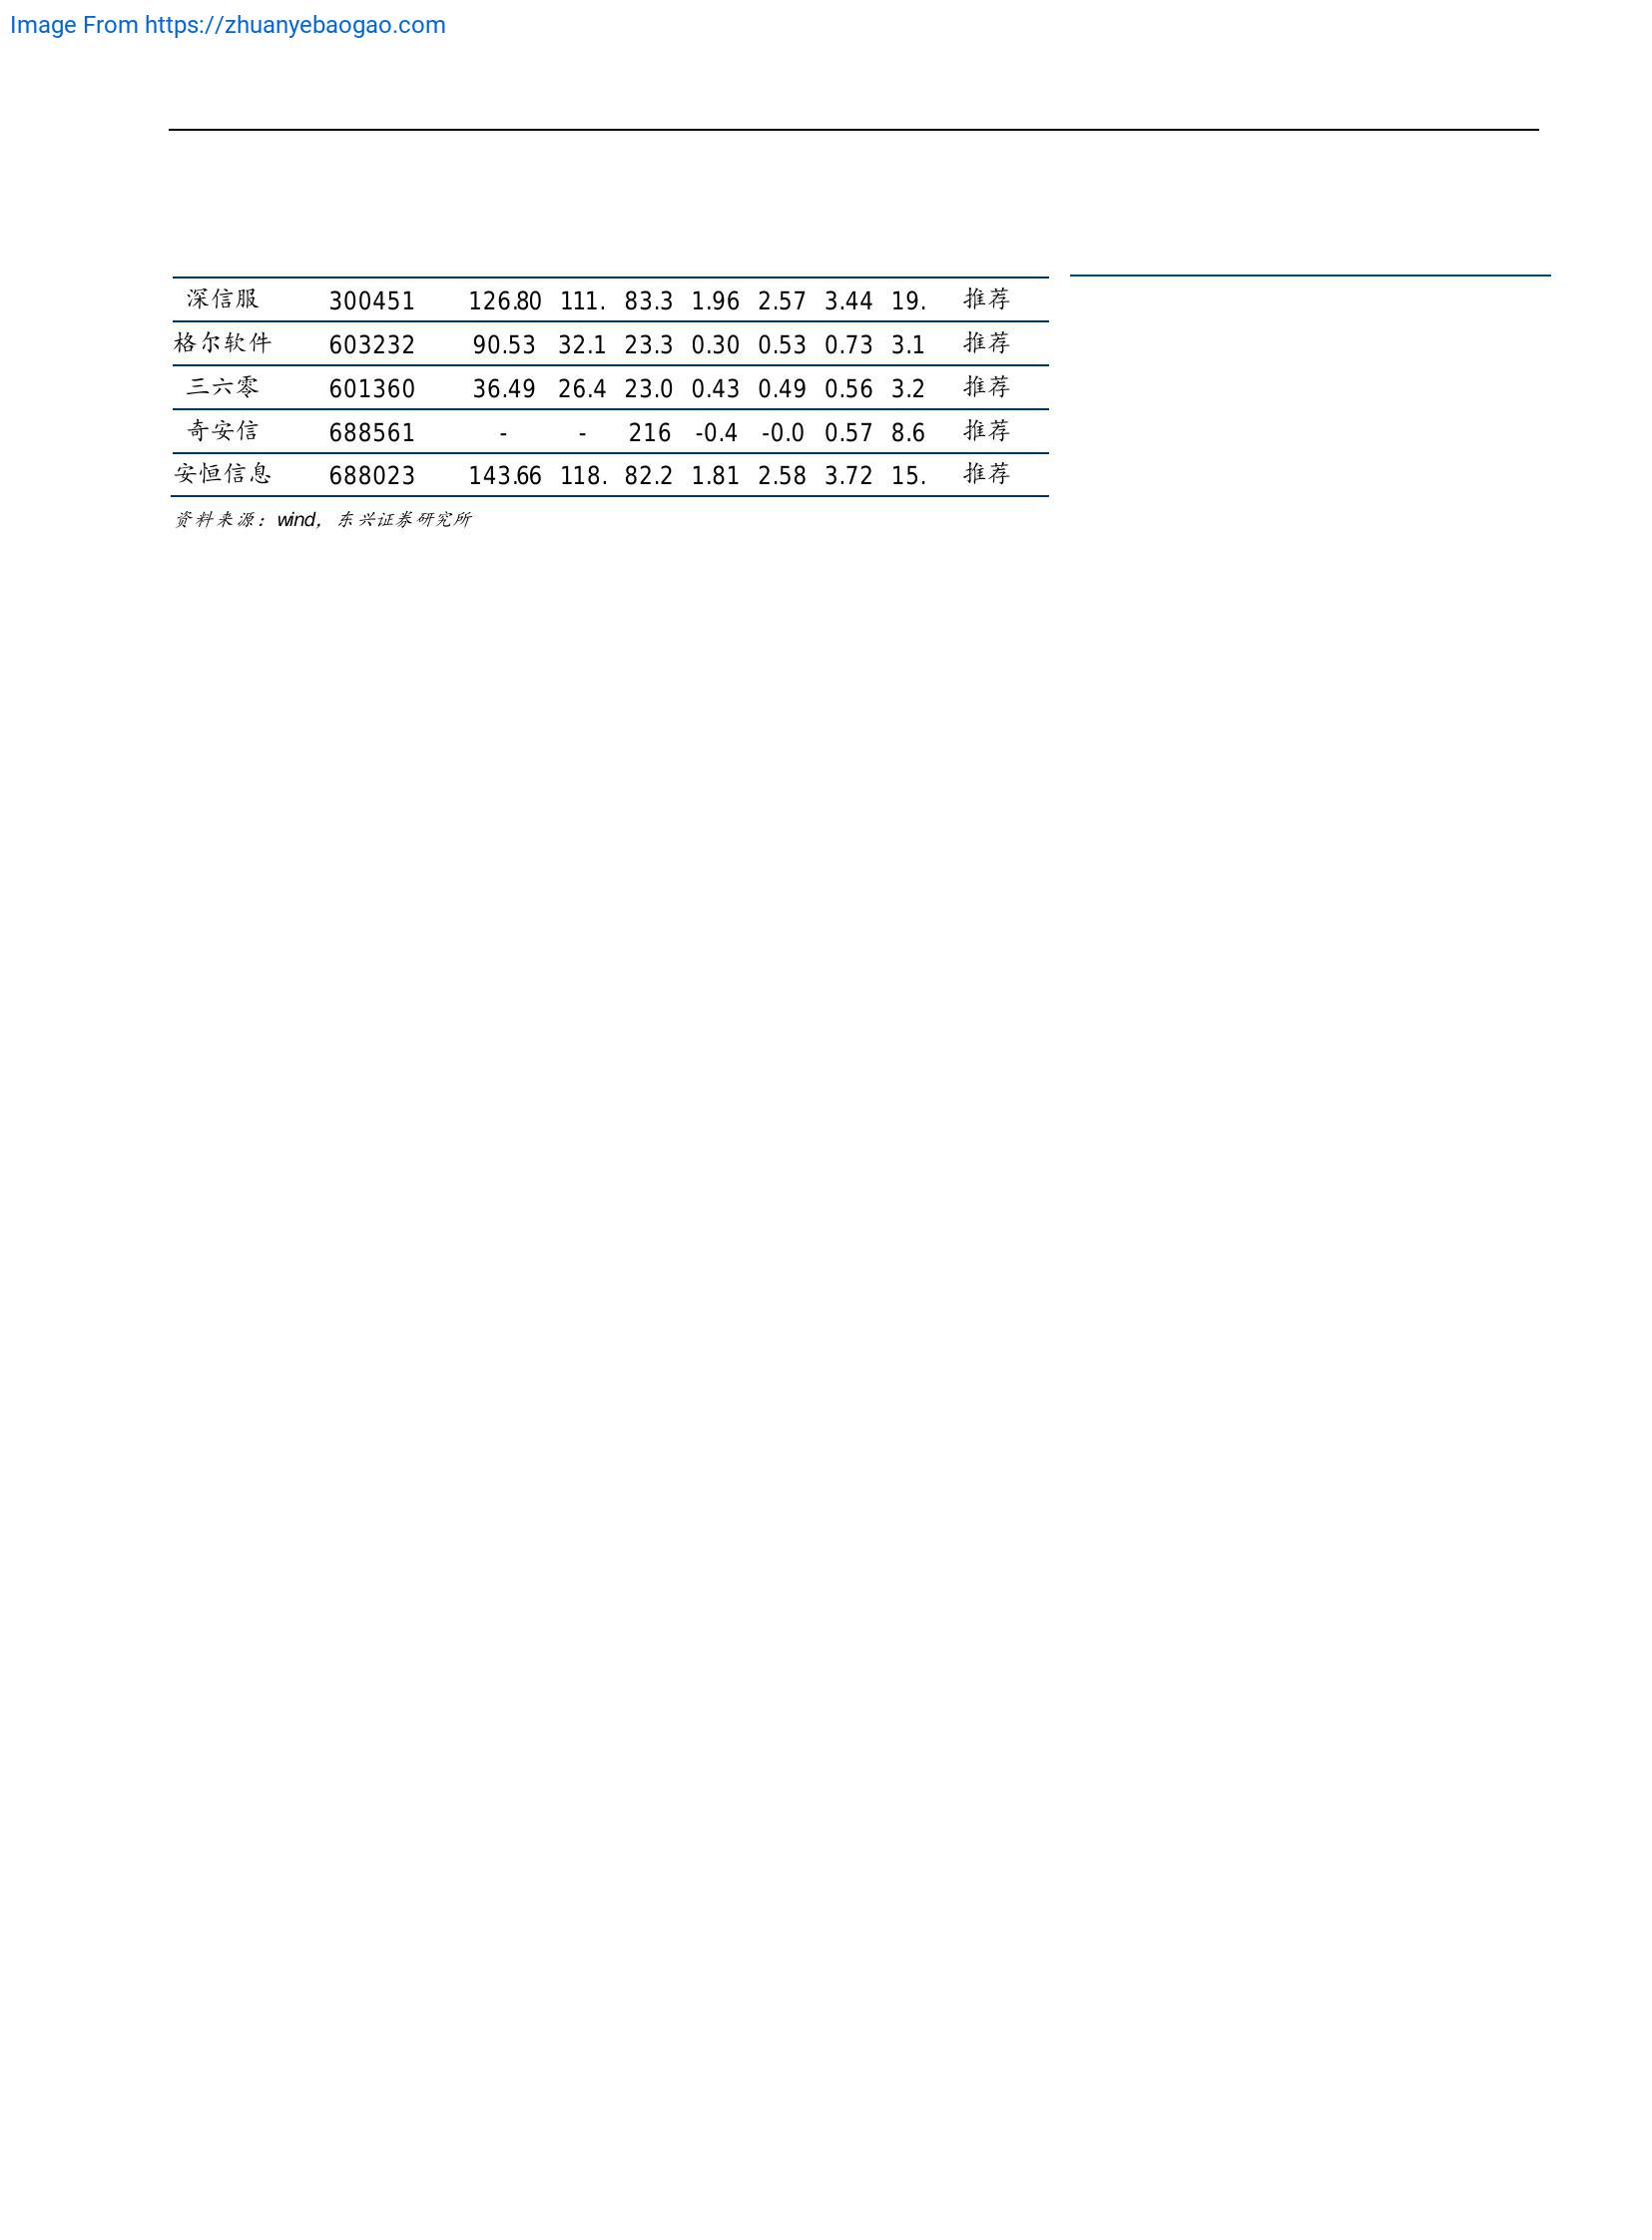 Image From https://zhuanyebaogao.com
深信服 300451 126.80 111. 83.3 1.96 2.57 3.44 19. 推荐
格尔软件 603232 90.53 32.1 23.3 0.30 0.53 0.73 3.1 推荐
三六零 601360 36.49 26.4 23.0 0.43 0.49 0.56 3.2 推荐
奇安信 688561 - - 216 -0.4 -0.0 0.57 8.6 推荐
安恒信息 688023 143.66 118. 82.2 1.81 2.58 3.72 15. 推荐
资料来源：wind，东兴证券研究所